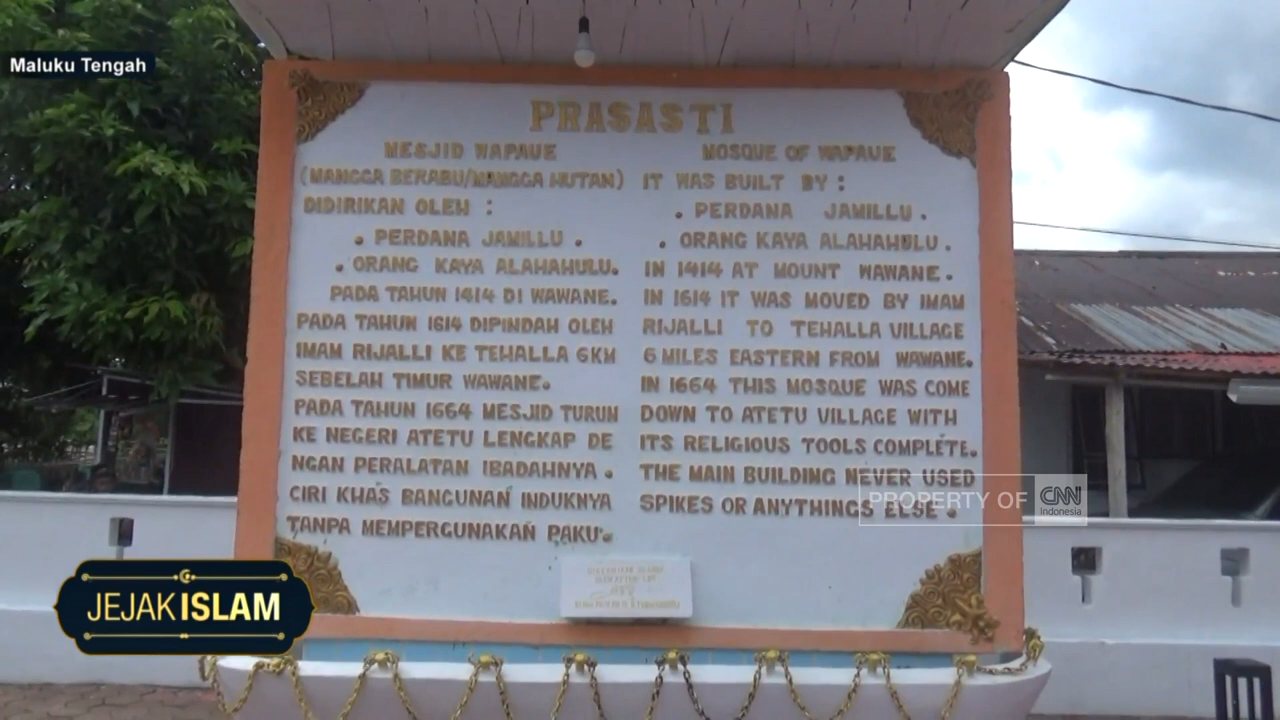 Maluku Tengah
PRASASTI
MESJID WAPAUE
(MANGGA BERABU/MANGGA HUTAN)
DIDIRIKAN OLEH :
. PERDANA JAMILLU .
. ORANG KAYA ALAHAHULU.
PADA TAHUN 1414 DI WAWANE.
PADA TAHUN 1614 DIPINDAH OLEH
IMAM RIJALLI KE TEHALLA 6KM
SEBELAH TIMUR WAWANE.
PADA TAHUN 1664 MESJID TURUN
KE NEGERI ATETU LENGKAP DE
NGAN PERALATAN IBADAHNYA .
CIRI KHAS BANGUNAN INDUKNYA
TANPA MEMPERGUNAKAN PAKU.
MOSQUE OF WAPAUE
IT WAS BUILT BY :
. PERDANA JAMILLU .
. ORANG KAYA ALAHAHULU .
IN 1414 AT MOUNT WAWANE .
IN 1614 IT WAS MOVED BY IMAM
RIJALLI TO TEHALLA VILLAGE
6 MILES EASTERN FROM WAWANE.
IN 1664 THIS MOSQUE WAS COME
DOWN TO ATETU VILLAGE WITH
ITS RELIGIOUS TOOLS COMPLETE.
THE MAIN BUILDING NEVER USED
SPIKES OR ANYTHINGS ELSE .
PROPERTY OF CNN
Indonesia
JEJAK ISLAM